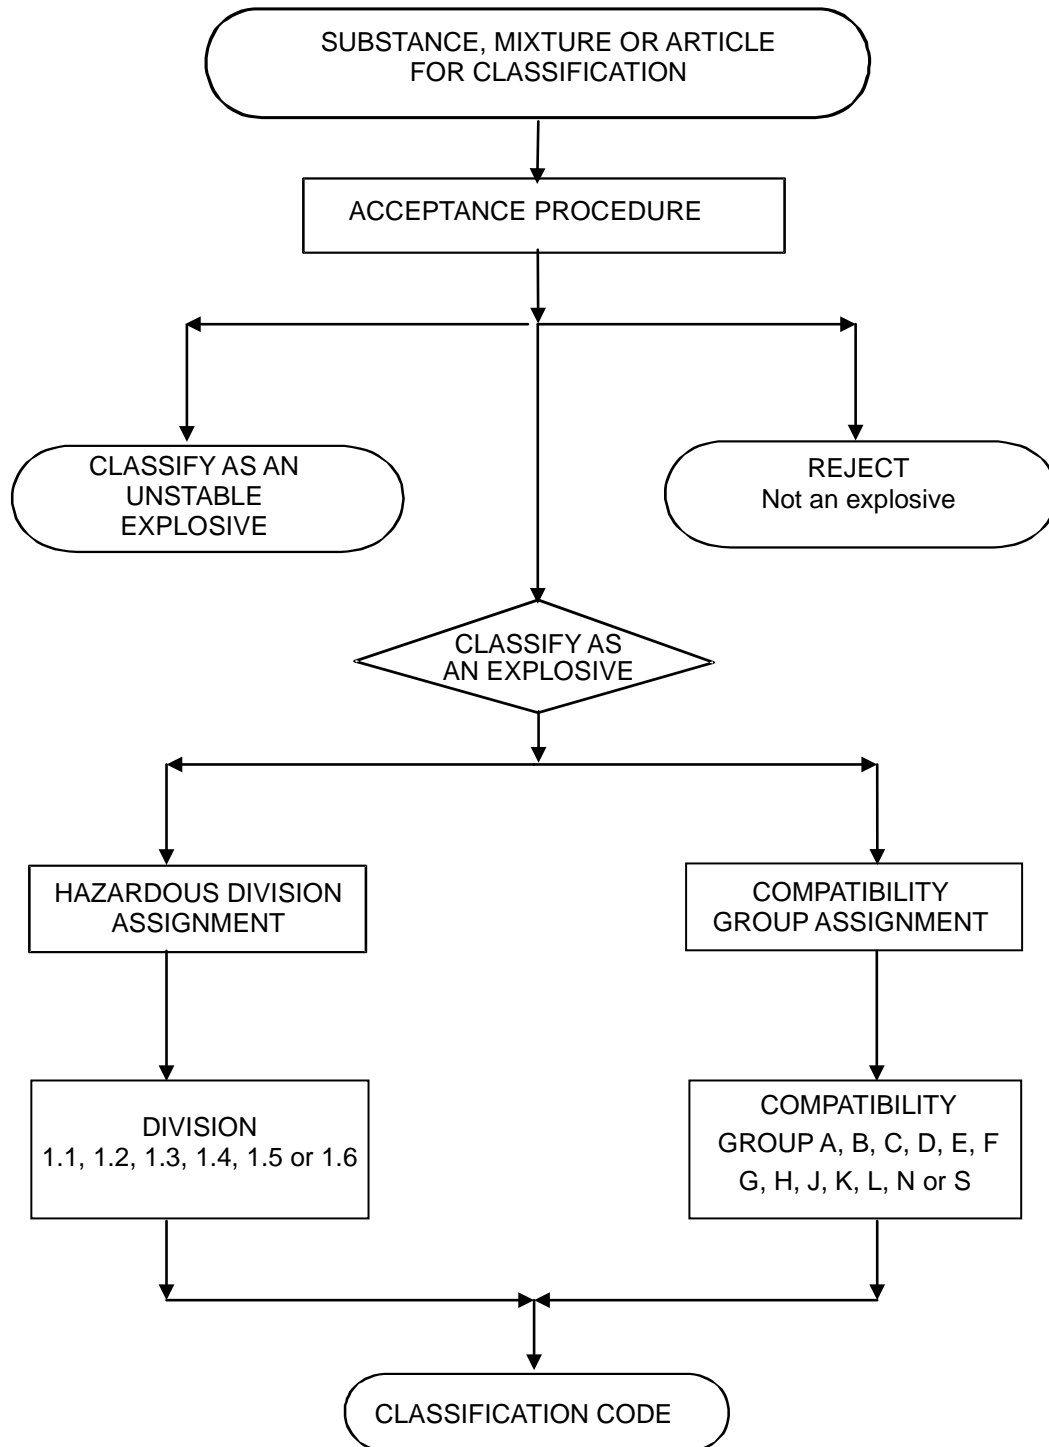 SUBSTANCE, MIXTURE OR ARTICLE
FOR CLASSIFICATION
ACCEPTANCE PROCEDURE
CLASSIFY AS AN
UNSTABLE
EXPLOSIVE
REJECT
Not an explosive
CLASSIFY AS
AN EXPLOSIVE
HAZARDOUS DIVISION
ASSIGNMENT
COMPATIBILITY
GROUP ASSIGNMENT
DIVISION
1.1, 1.2, 1.3, 1.4, 1.5 or 1.6
COMPATIBILITY
GROUP A, B, C, D, E, F
G, H, J, K, L, N or S
CLASSIFICATION CODE